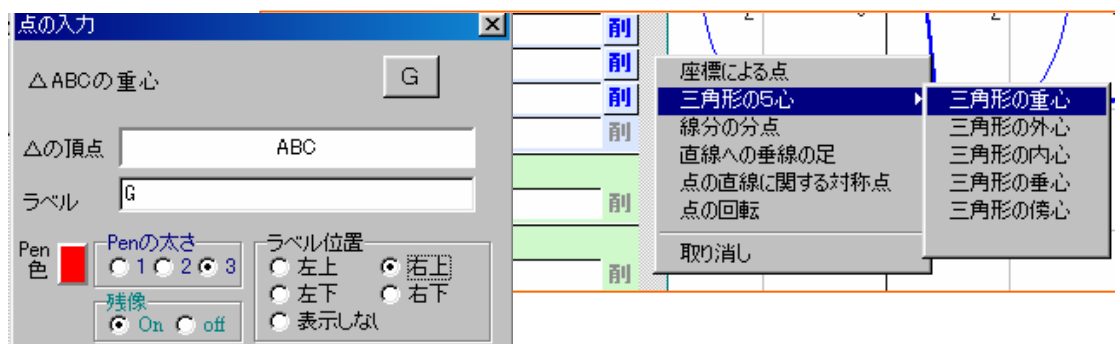 点の入力
△ABCの重心
G
△の頂点
ABC
ラベル
G
Pen
色
Penの太さ
1 2 3
残像
On off
ラベル位置
左上 右上
左下 右下
表示しない
削
削
削
削
削
削
座標による点
三角形の5心
線分の分点
直線への垂線の足
点の直線に関する対称点
点の回転
取り消し
三角形の重心
三角形の外心
三角形の内心
三角形の垂心
三角形の傍心